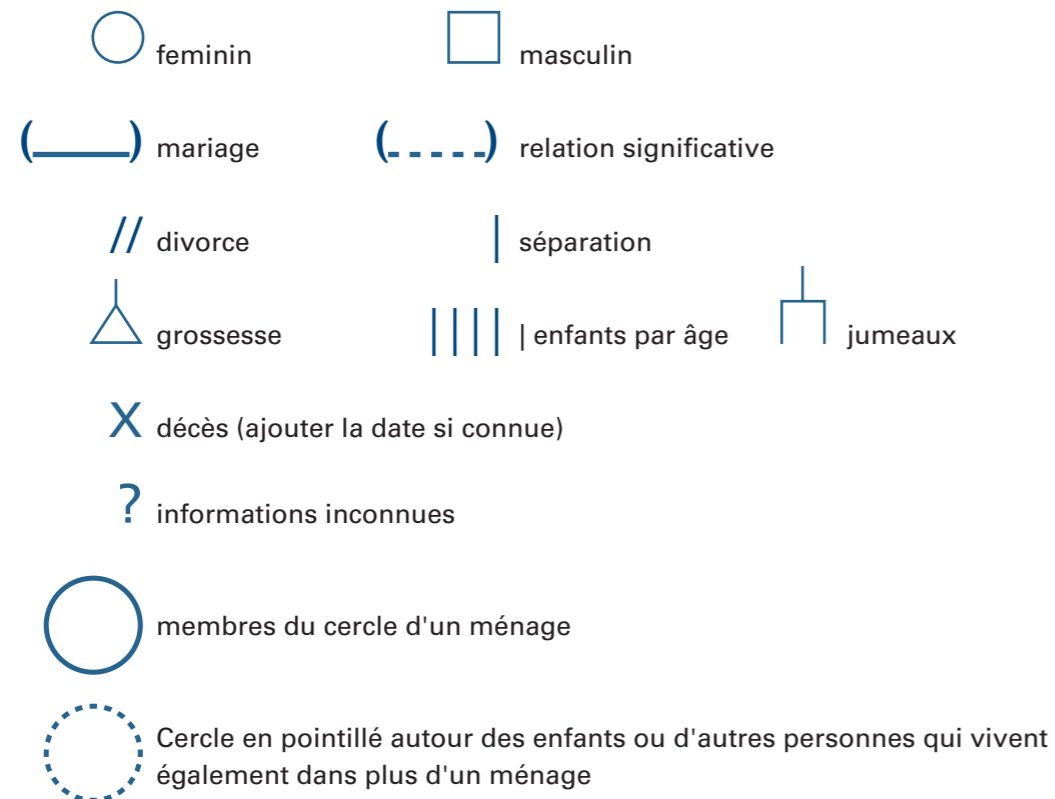 feminin masculin
(____) mariage (- - - - -) relation significative
// divorce | séparation
grossesse |||| | enfants par âge jumeaux
X décès (ajouter la date si connue)
? informations inconnues
membres du cercle d'un ménage
Cercle en pointillé autour des enfants ou d'autres personnes qui vivent
également dans plus d'un ménage